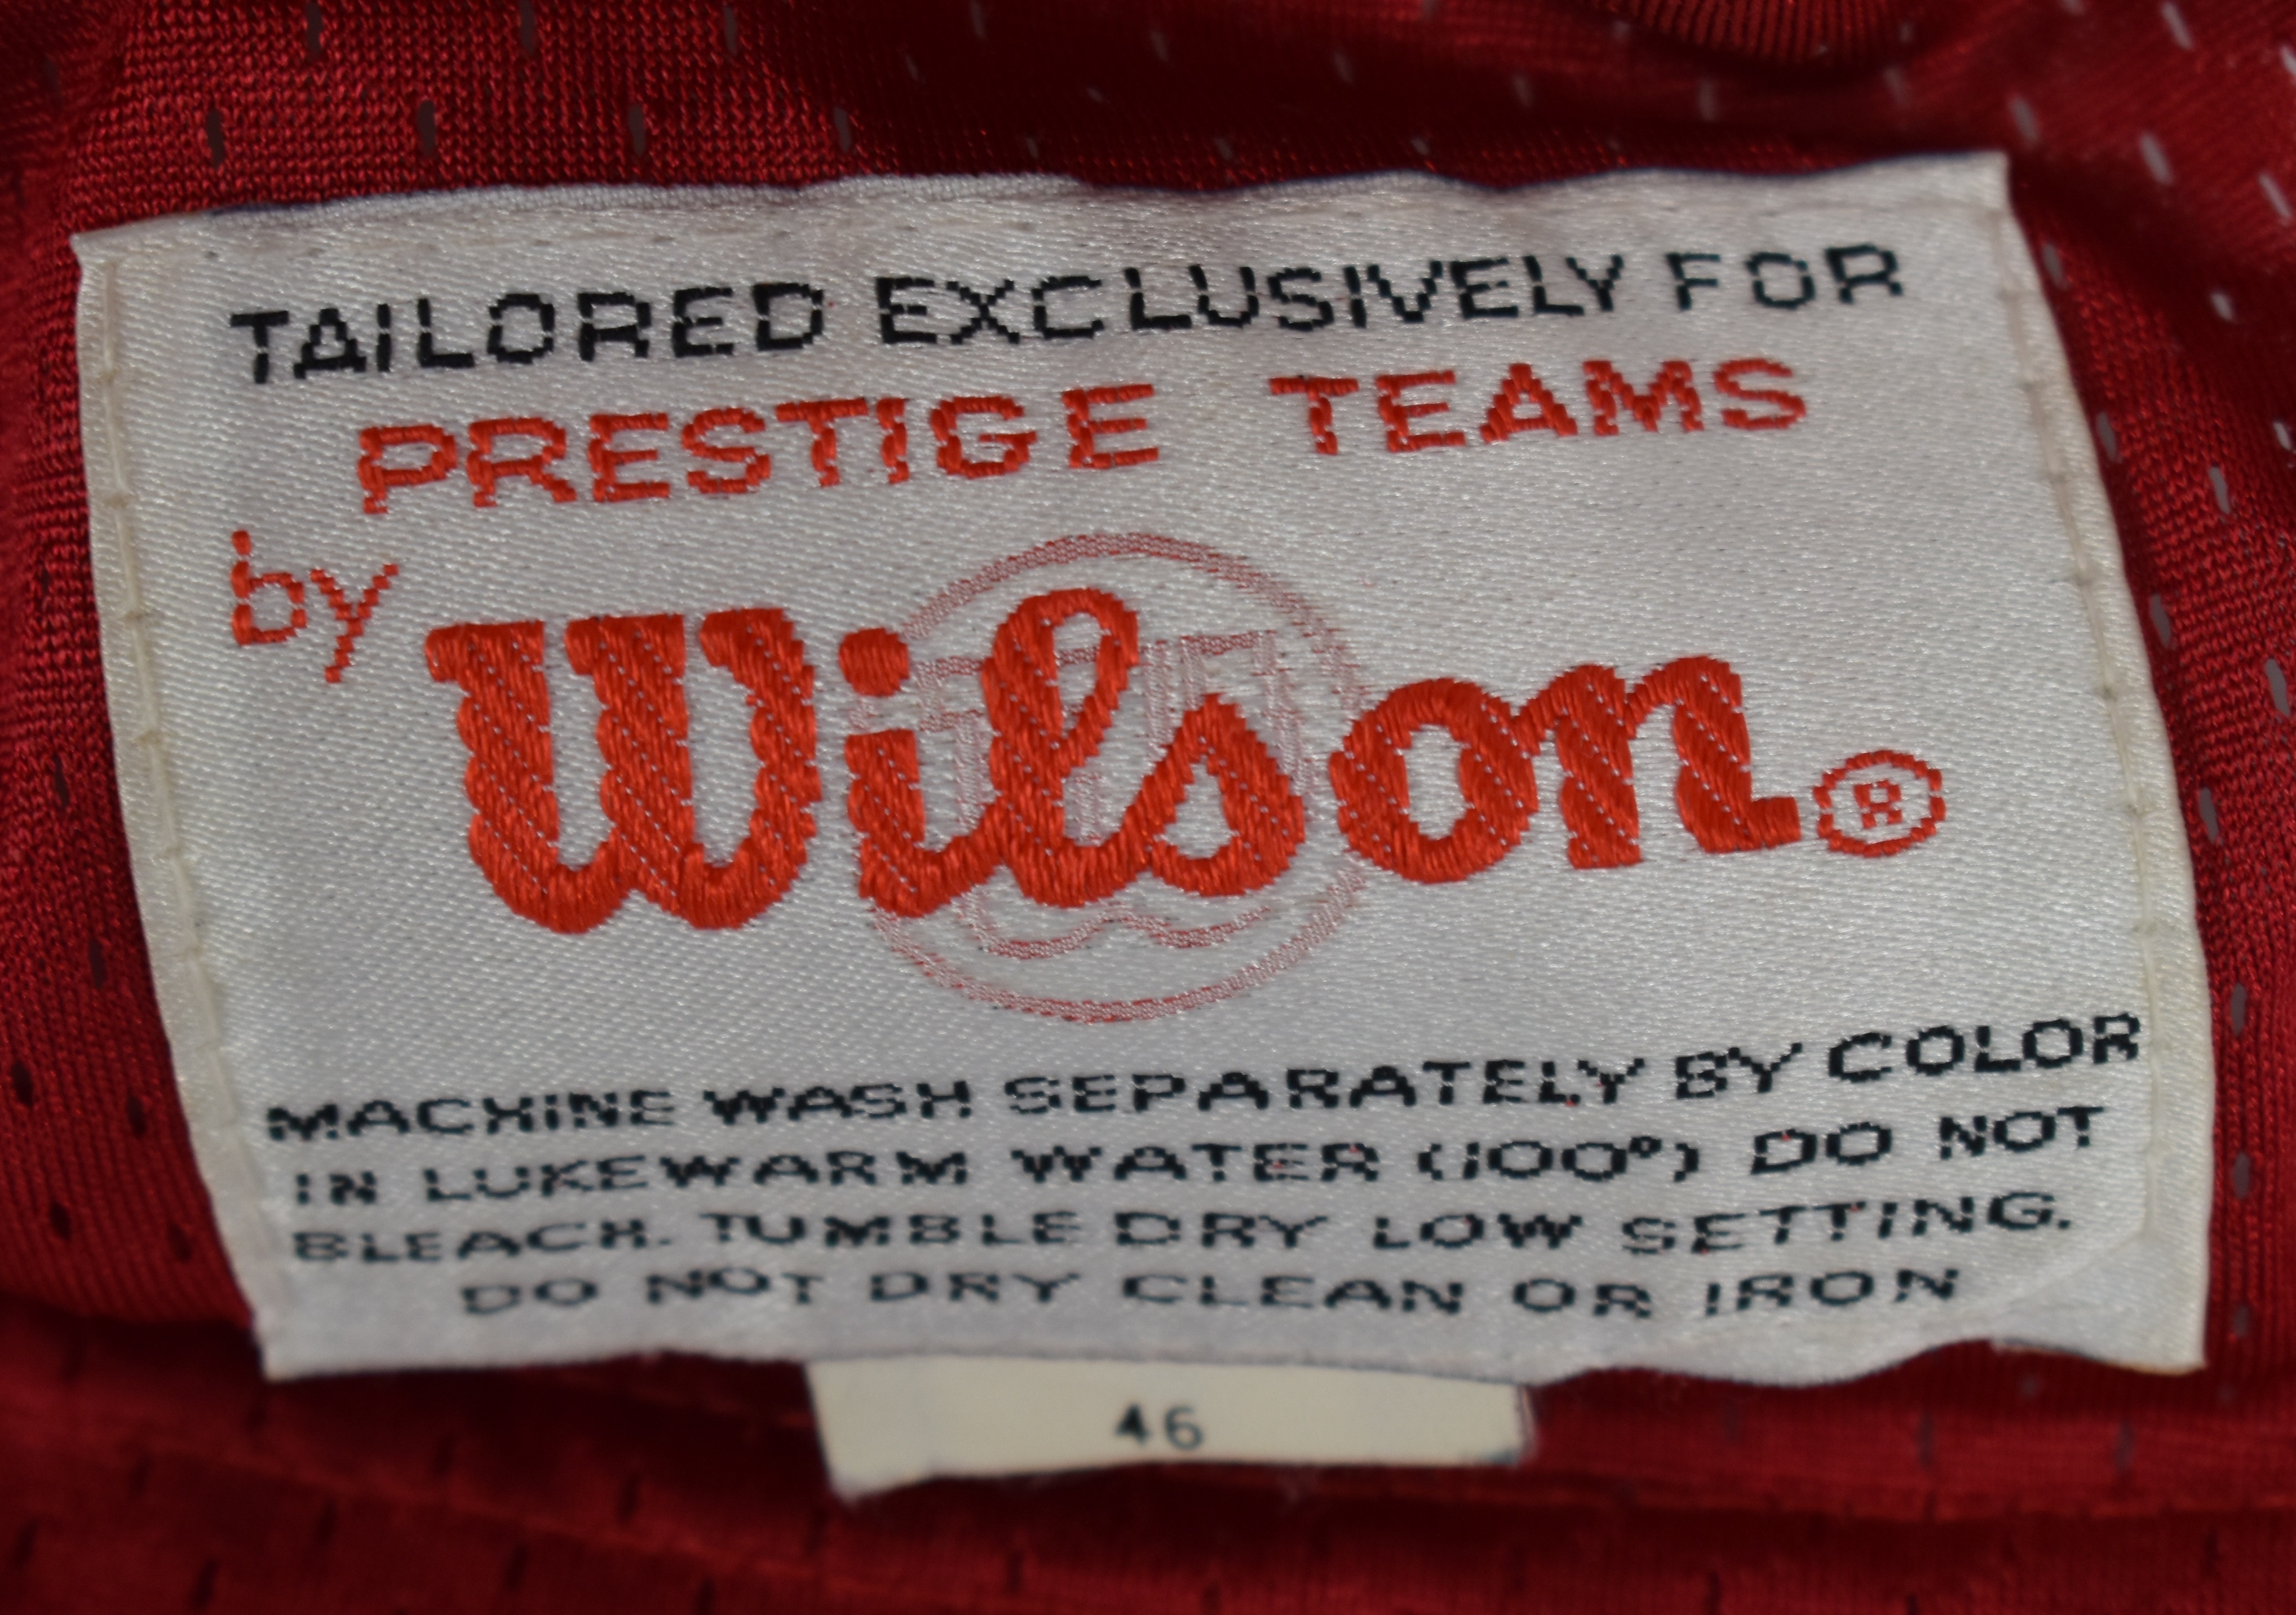 TAILORED EXCLUSIVELY FOR
PRESTIGE TEAMS
by
Wilson®
MACHINE WASH SEPARATELY BY COLOR
IN LUKEWARM WATER (100°) DO NOT
BLEACH. TUMBLE DRY LOW SETTING.
DO NOT DRY CLEAN OR IRON
46